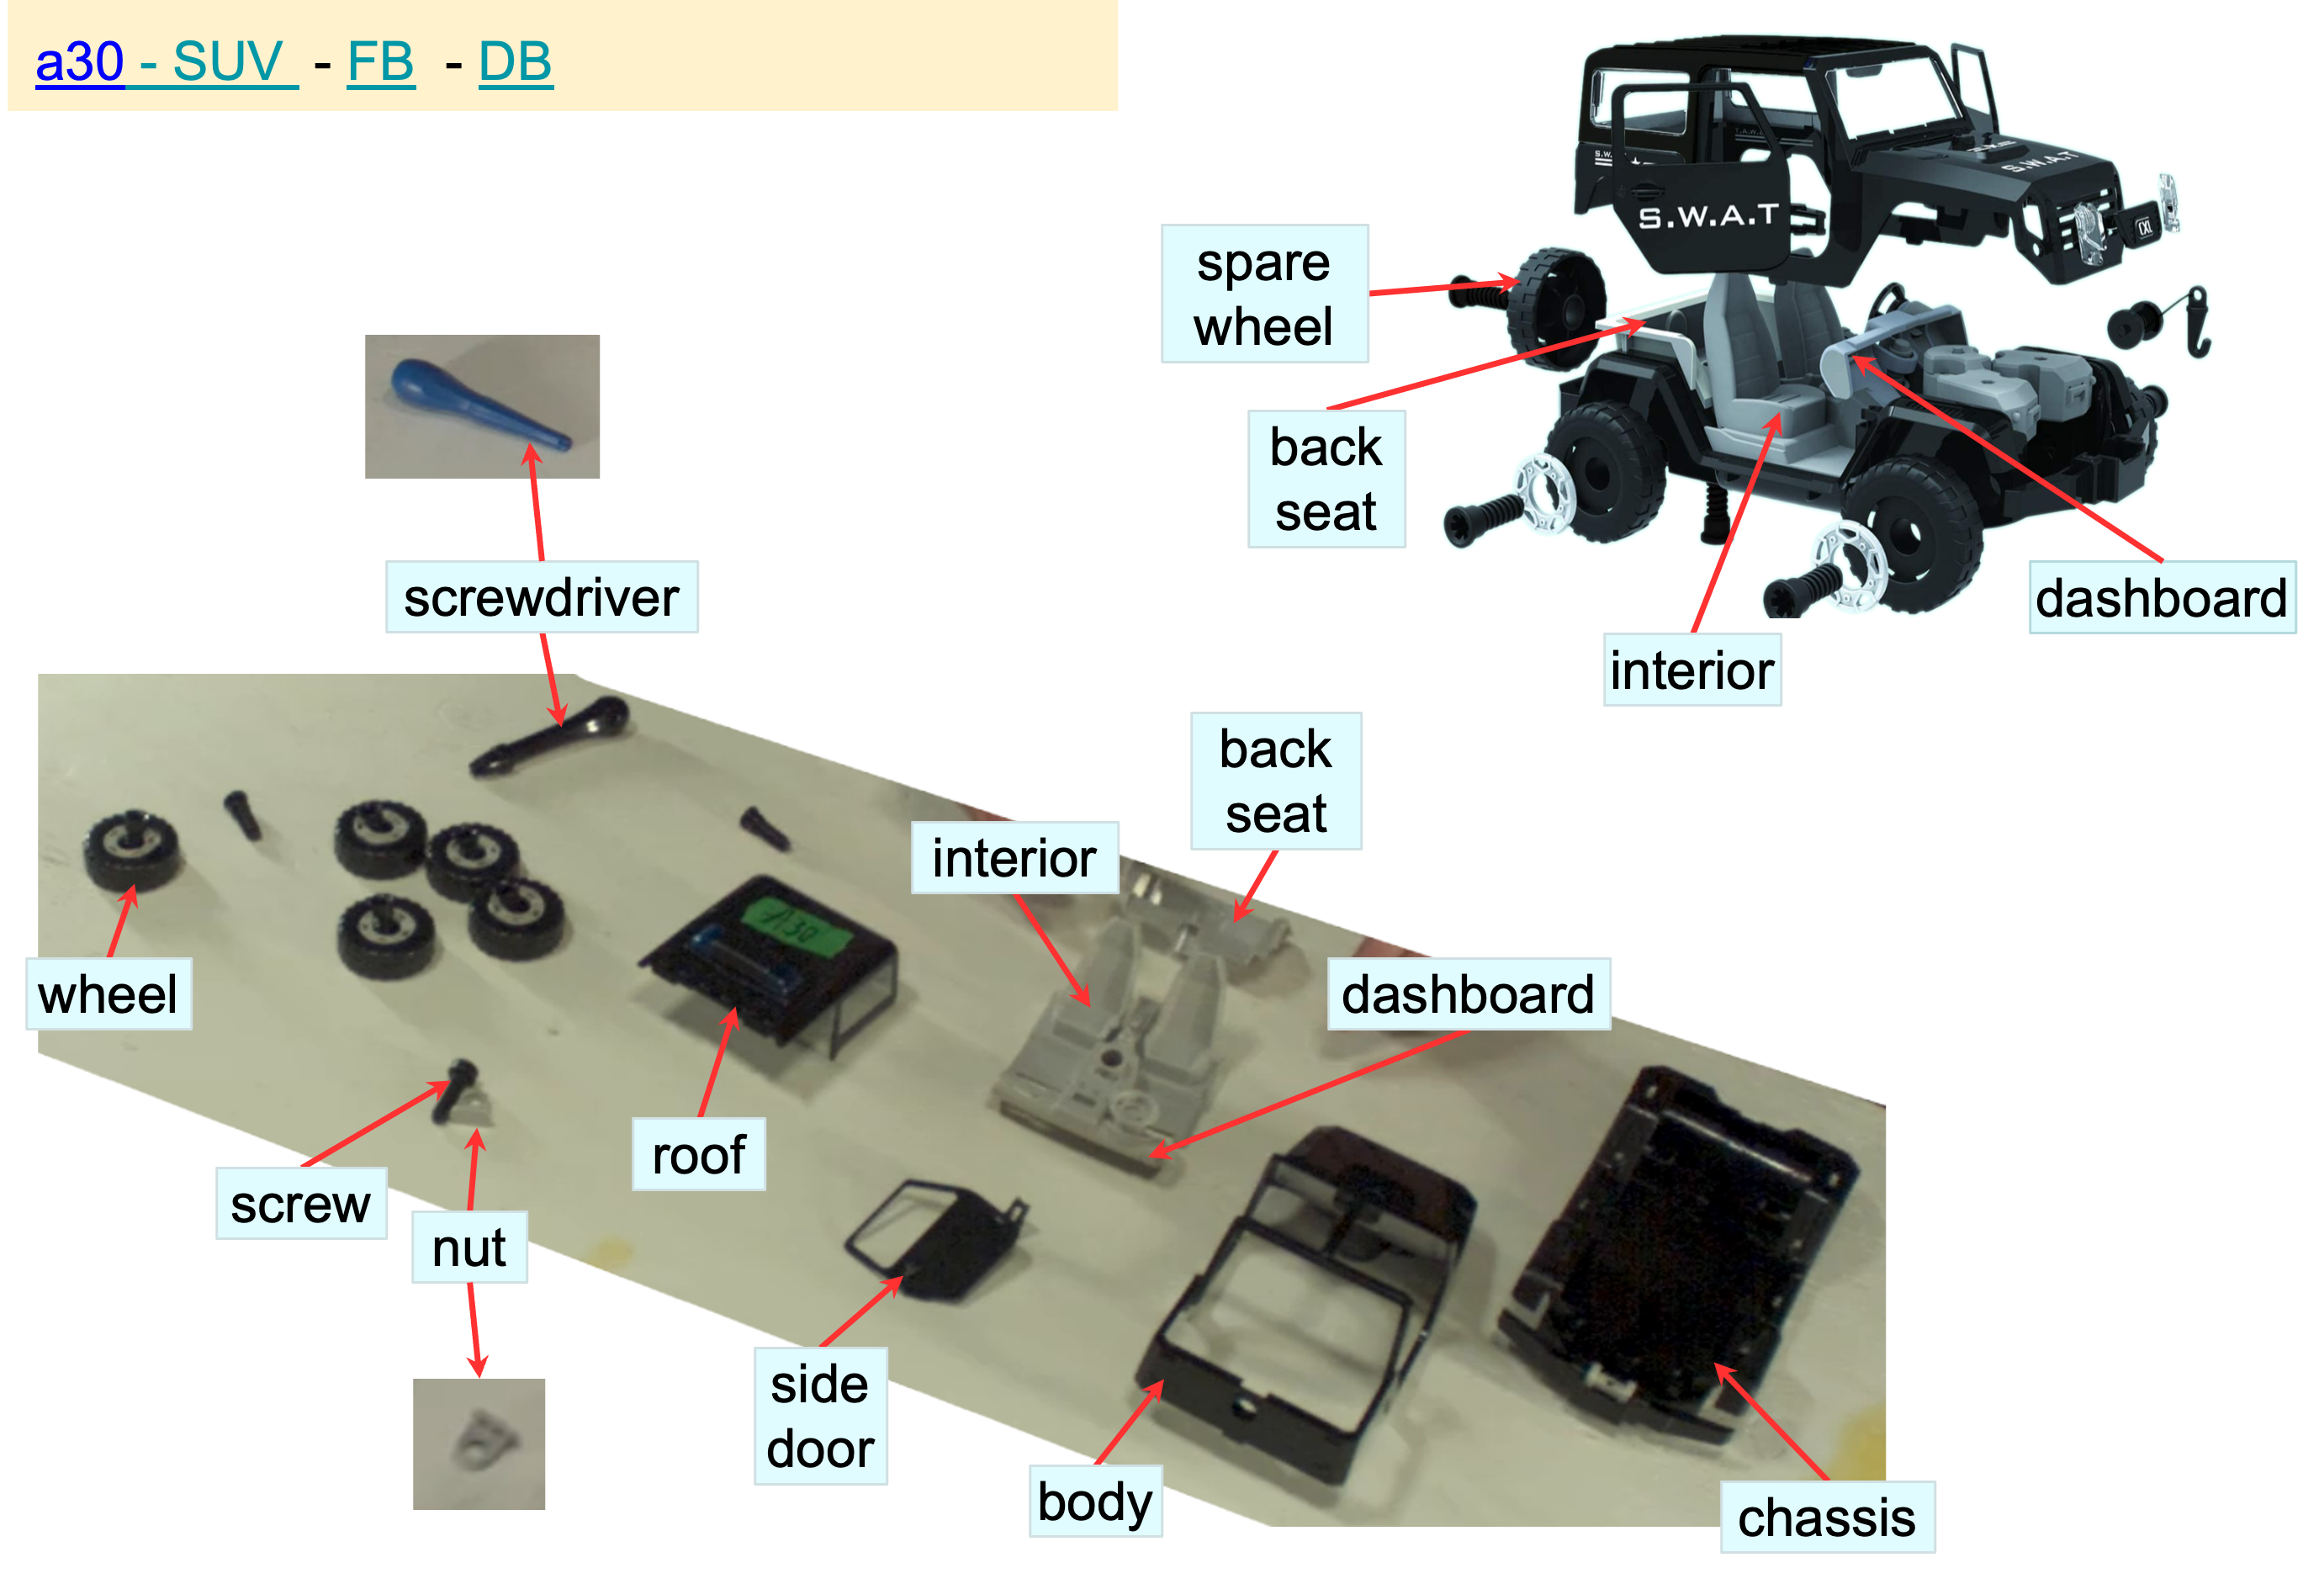 a30 - SUV - FB - DB
S.W.A.T
S.W.A.T
spare
wheel
back
seat
screwdriver
dashboard
interior
back
seat
interior
A30
dashboard
wheel
roof
screw
nut
side
door
body
chassis